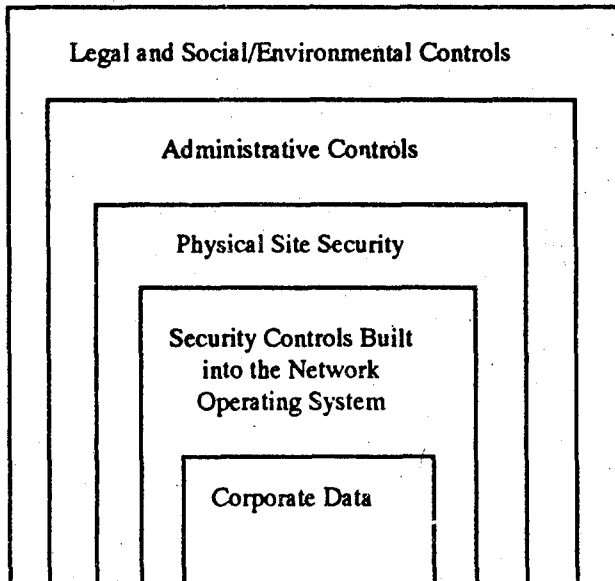 Legal and Social/Environmental Controls
Administrative Controls
Physical Site Security
Security Controls Built
into the Network
Operating System
Corporate Data